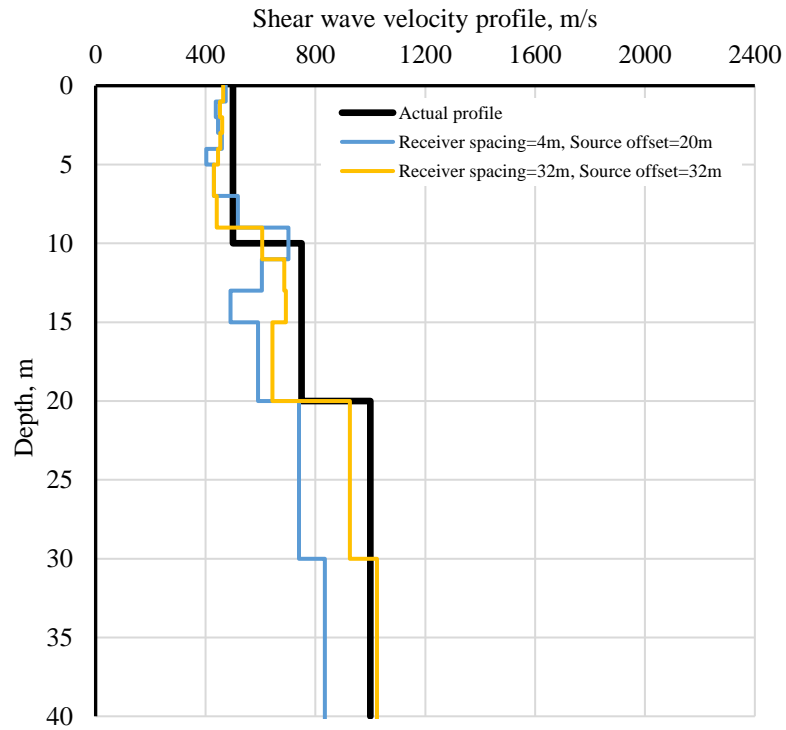 Shear wave velocity profile, m/s
0 400 800 1200 1600 2000 2400
0
Actual profile
Receiver spacing=4m, Source offset=20m
Receiver spacing=32m, Source offset=32m
5
10
15
20
25
30
35
40
Depth, m